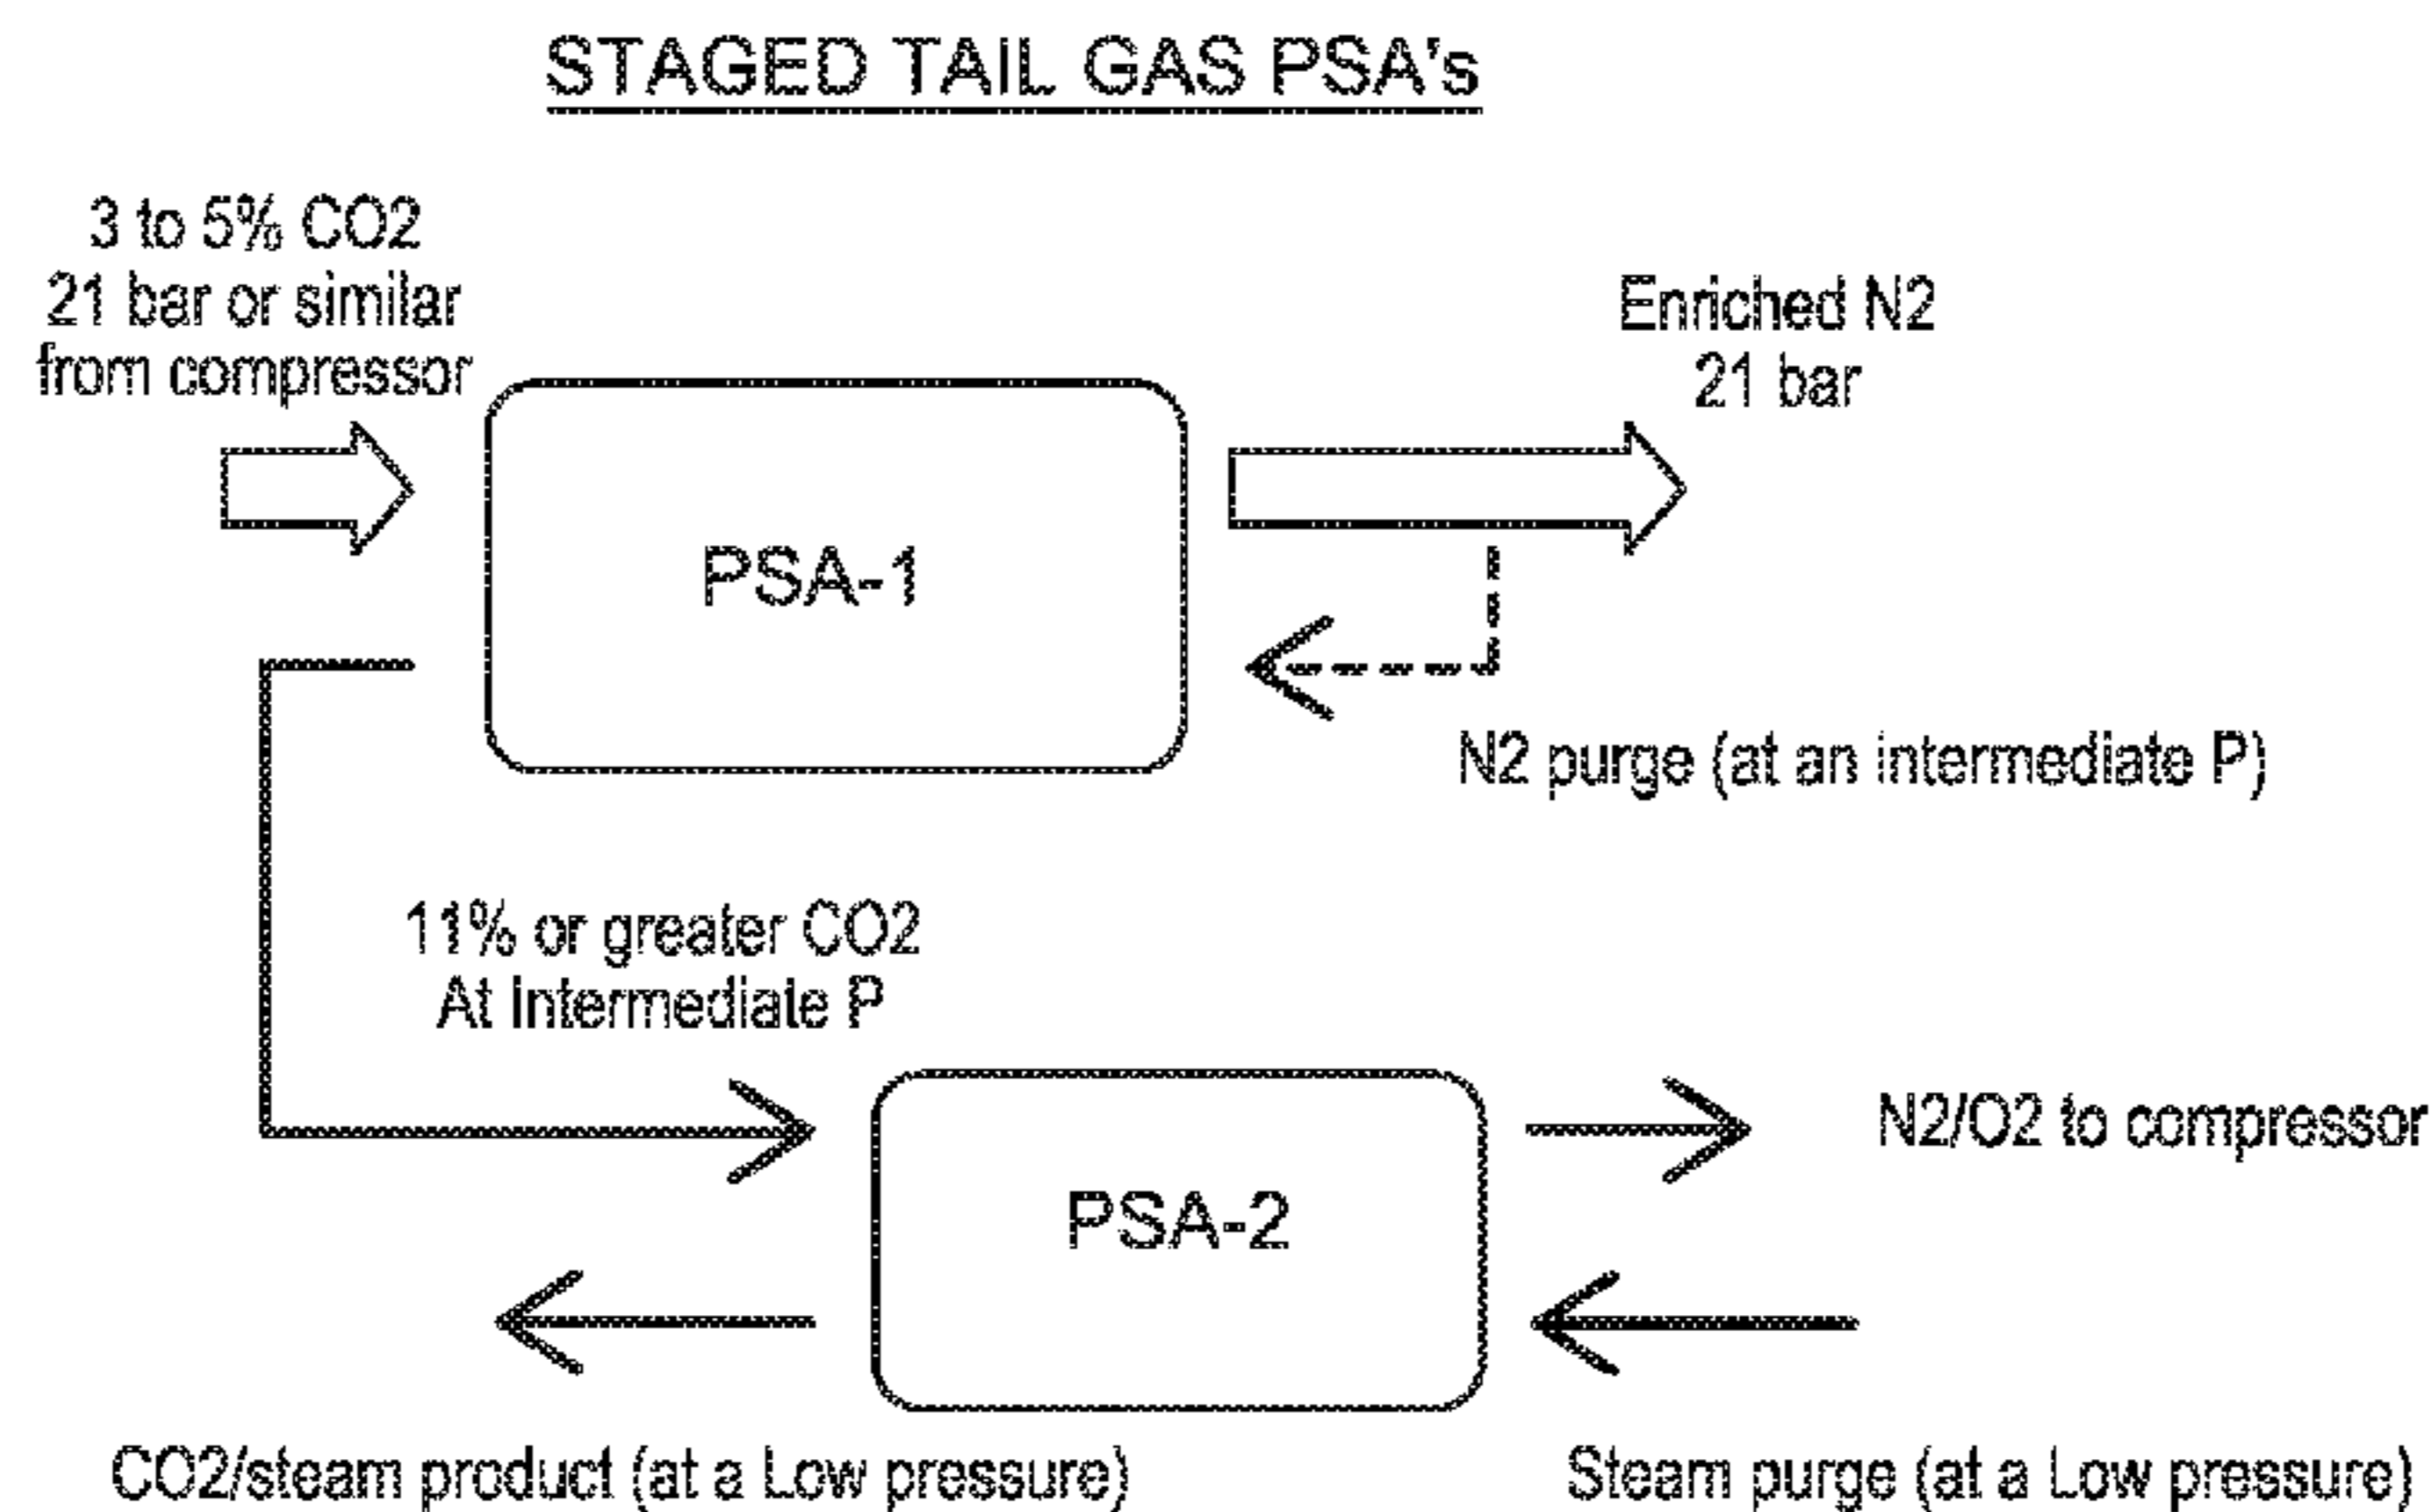 STAGED TAIL GAS PSA's
3 to 5% CO2
21 bar or similar
from compressor
Enriched N2
21 bar
PSA-1
N2 purge (at an intermediate P)
11% or greater CO2
At Intermediate P
PSA-2
N2/O2 to compressor
CO2/steam product (at a Low pressure)
Steam purge (at a Low pressure)